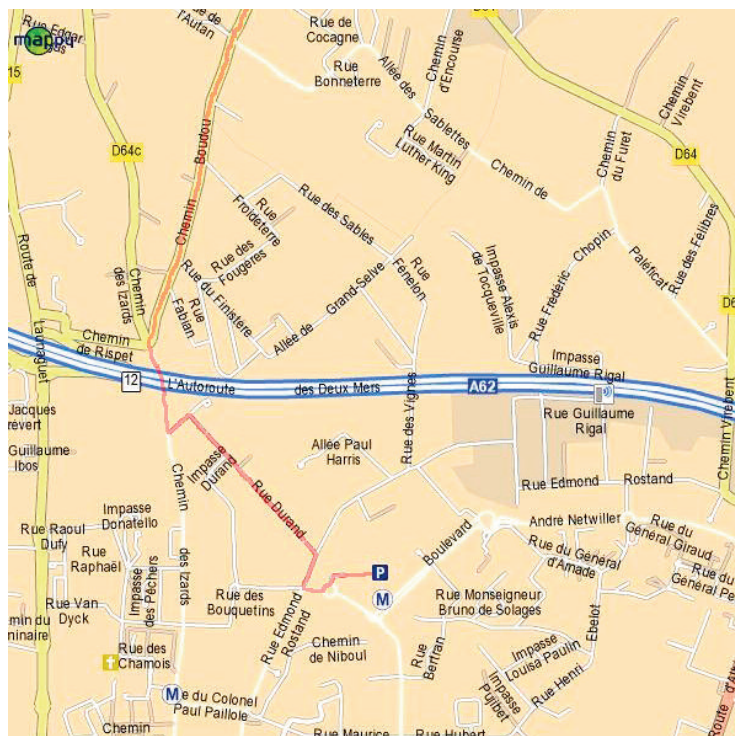 mappy
Rue de
l'Autan
Rue de
Cocagne
Rue
Bonneterre
Allée des
Sablettes
Chemin
d'Encourse
Rue Martin
Luther King
Chemin de
Paléficat
Chemin
du Furet
Chemin
Virebent
D64
15
D64c
Chemin
Boudou
Rue des Sables
Rue
Froideterre
Rue des
Fougeres
Rue du Finistère
Rue
Fabian
Allée de
Grand-Selve
Rue
Fénelon
Impasse Alexis
de Tocqueville
Rue Frédéric
Chopin
Rue des Félibres
Route de
Launaguet
Chemin
des Izards
Chemin
de Rispet
12
L'Autoroute
des Deux Mers
A62
Impasse
Guillaume Rigal
Rue Guillaume
Rigal
Chemin Virebent
Jacques
Guillaume
Ibos
Impasse
Durand
Rue Durand
Allée Paul
Harris
Rue des Vignes
Rue Edmond
Rostand
Chemin
des Izards
Impasse
Donatello
Rue Raoul
Dufy
Rue
Raphaël
Impasse
des Pêchers
Rue Van
Dyck
Rue des
Chamois
Rue des
Bouquetins
Rue Edmond
Rostand
P
M
Boulevard
André Netwiller
Rue du
Général Giraud
Rue du Général
d'Amade
Rue du
Rue Monseigneur
Bruno de Solages
Chemin
de Niboul
Rue
Bertran
Impasse
Louisa Paulin
Impasse
Pujibet
Rue Henri
Ebelot
Route
M
e du Colonel
Paul Paillole
Chemin
Rue Maurice
Rue Hubert